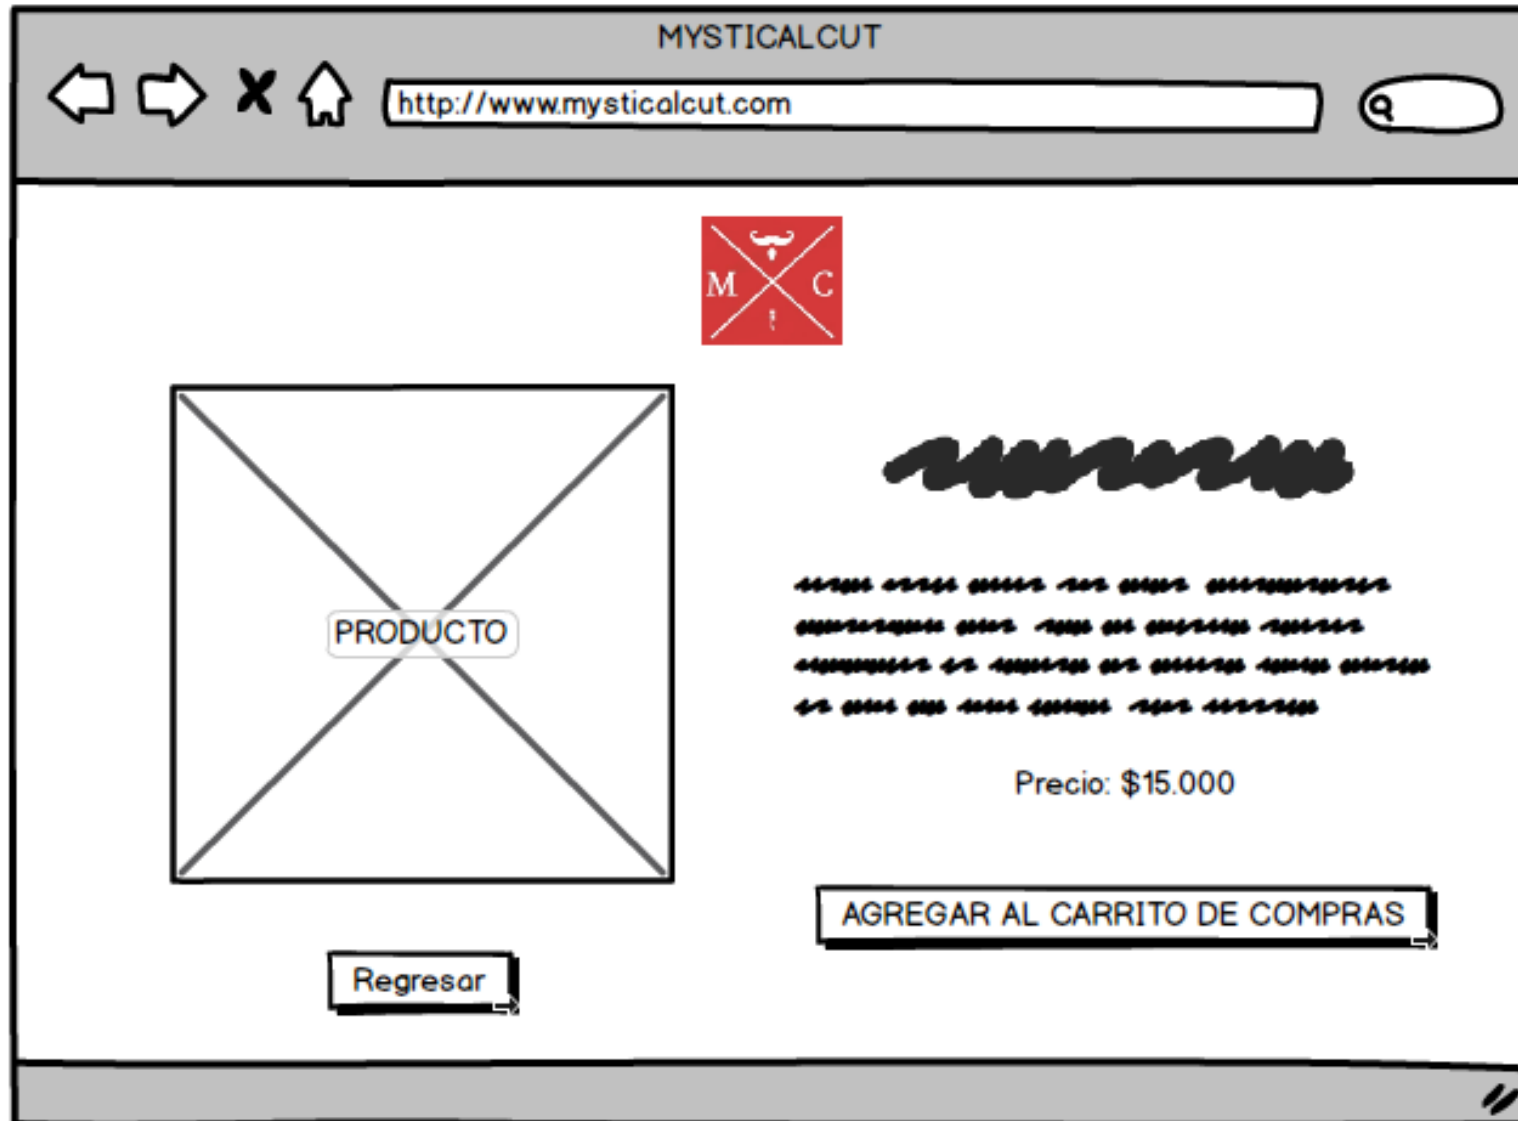 MYSTICALCUT
http://www.mysticalcut.com
M C
PRODUCTO
Precio: $15.000
AGREGAR AL CARRITO DE COMPRAS
Regresar